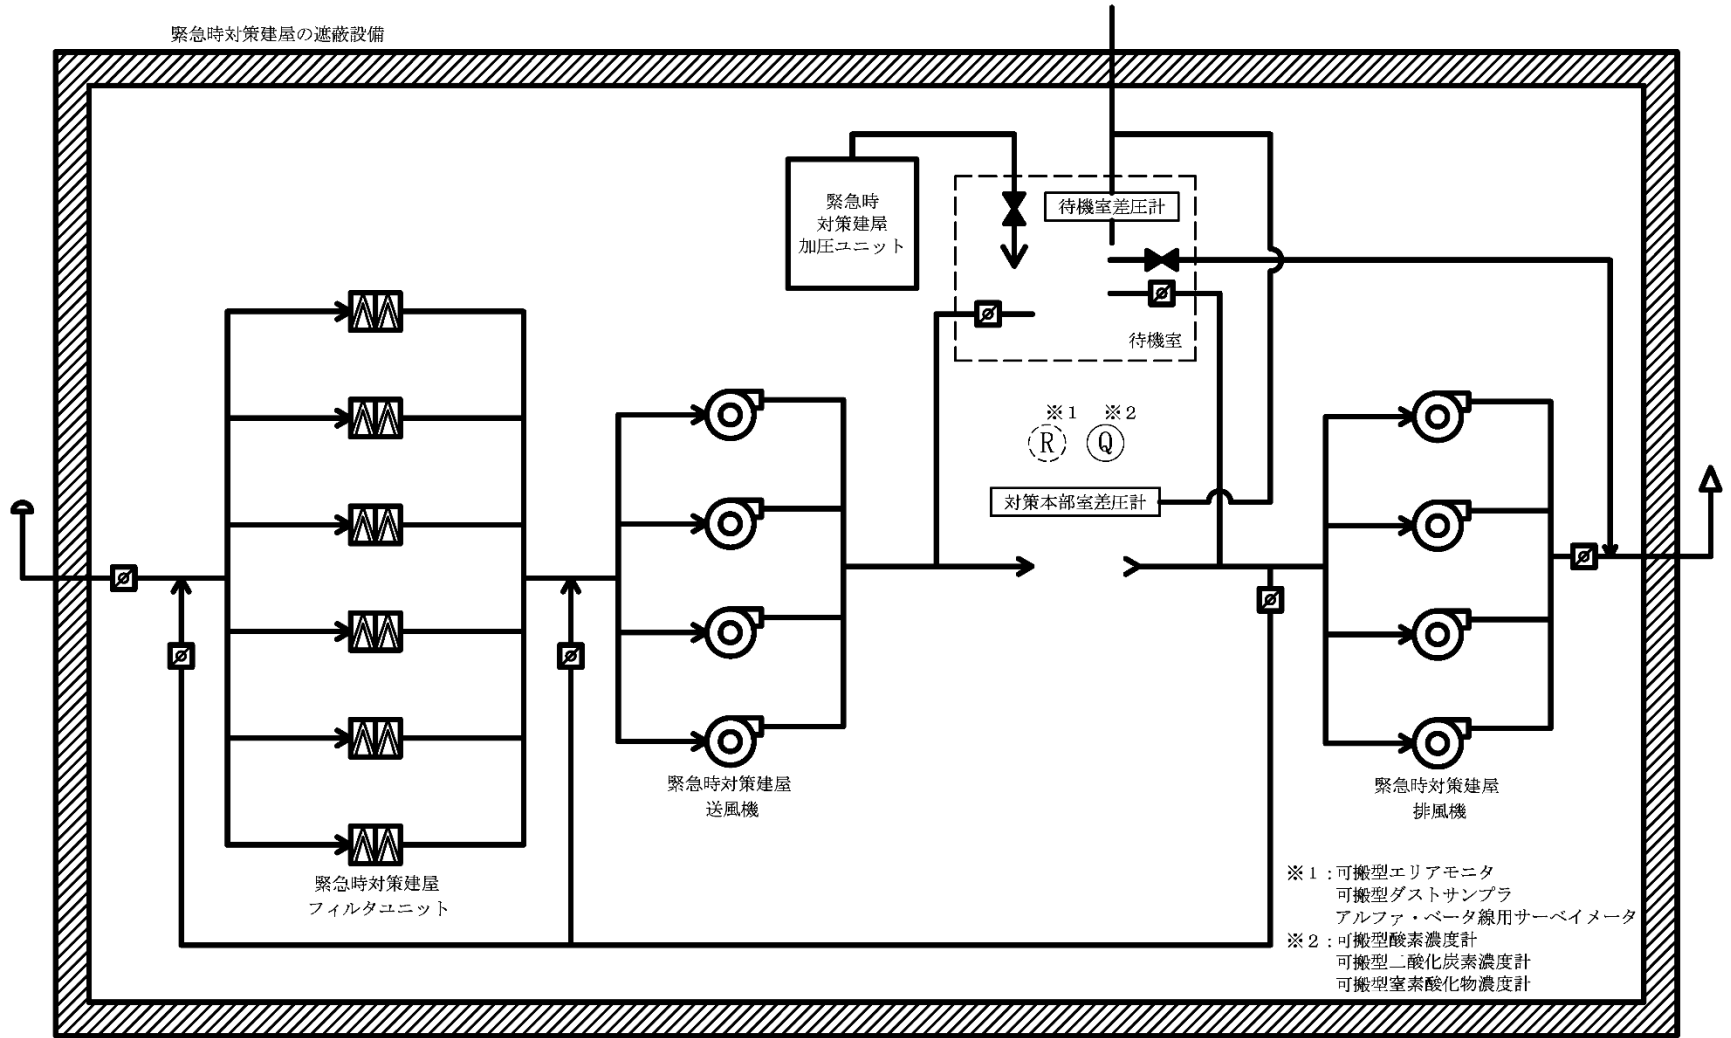 緊急時対策建屋の遮蔽設備
緊急時
対策建屋
加圧ユニット
待機室差圧計
待機室
※1 ※2
R Q
対策本部室差圧計
緊急時対策建屋
送風機
緊急時対策建屋
排風機
緊急時対策建屋
フィルタユニット
※1:可搬型エリアモニタ
可搬型ダストサンプラ
アルファ・ベータ線用サーベイメータ
※2:可搬型酸素濃度計
可搬型二酸化炭素濃度計
可搬型窒素酸化物濃度計